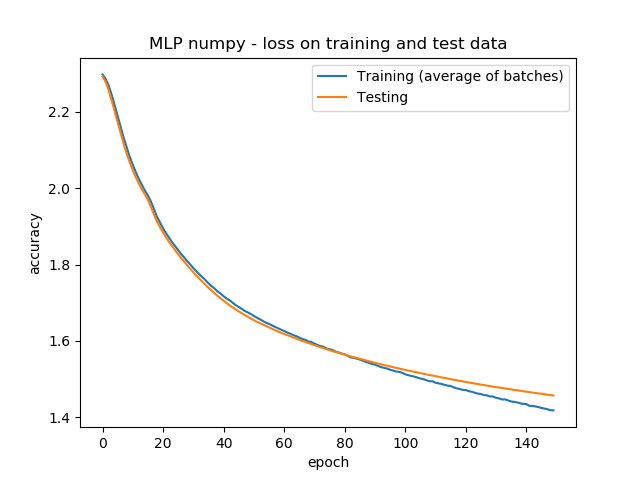 MLP numpy - loss on training and test data
Training (average of batches)
Testing
accuracy
2.2
2.0
1.8
1.6
1.4
0 20 40 60 80 100 120 140
epoch